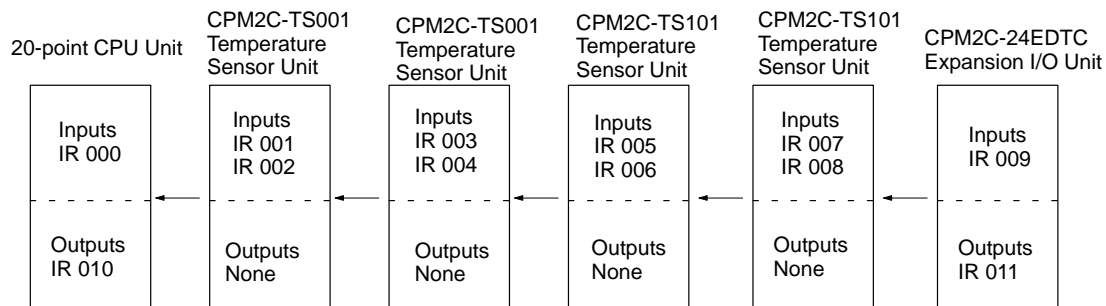 20-point CPU Unit
CPM2C-TS001
Temperature
Sensor Unit
CPM2C-TS001
Temperature
Sensor Unit
CPM2C-TS101
Temperature
Sensor Unit
CPM2C-TS101
Temperature
Sensor Unit
CPM2C-24EDTC
Expansion I/O Unit
Inputs
IR 000
Inputs
IR 001
IR 002
Inputs
IR 003
IR 004
Inputs
IR 005
IR 006
Inputs
IR 007
IR 008
Inputs
IR 009
Outputs
IR 010
Outputs
None
Outputs
None
Outputs
None
Outputs
None
Outputs
IR 011